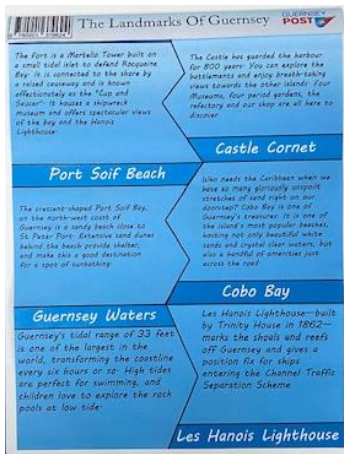 The Landmarks Of Guernsey
GUERNSEY
POST
The Fort is a Martello Tower built on
a small tidal islet to defend Rocquaine
Bay. It is connected to the shore by
a raised causeway and is known
affectionately as the "Cup and
Saucer". It houses a shipwreck
museum and offers spectacular views
of the bay and the Hanois
Lighthouse.
The Castle has guarded the harbour
for 800 years. You can explore the
battlements and enjoy breath-taking
views towards the other islands. Four
Museums, four period gardens, the
refectory and our shop are all here to
discover
Castle Cornet
Port Soif Beach
The crescent-shaped Port Soif Bay,
on the north-west coast of
Guernsey is a sandy beach close to
St Peter Port. Extensive sand dunes
behind the beach provide shelter,
and make this a good destination
for a spot of sunbathing.
Who needs the Caribbean when we
have so many gloriously unspoilt
stretches of sand right on our
doorstep? Cobo Bay is one of
Guernsey's treasures. It is one of
the island's most popular beaches,
hosting not only beautiful white
sands and crystal clear waters, but
also a handful of amenities just
across the road.
Cobo Bay
Guernsey Waters
Guernsey's tidal range of 33 feet
is one of the largest in the
world, transforming the coastline
every six hours or so. High tides
are perfect for swimming, and
children love to explore the rock
pools at low tide.
Les Hanois Lighthouse—built
by Trinity House in 1862—
marks the shoals and reefs
off Guernsey and gives a
position fix for ships
entering the Channel Traffic
Separation Scheme
Les Hanois Lighthouse